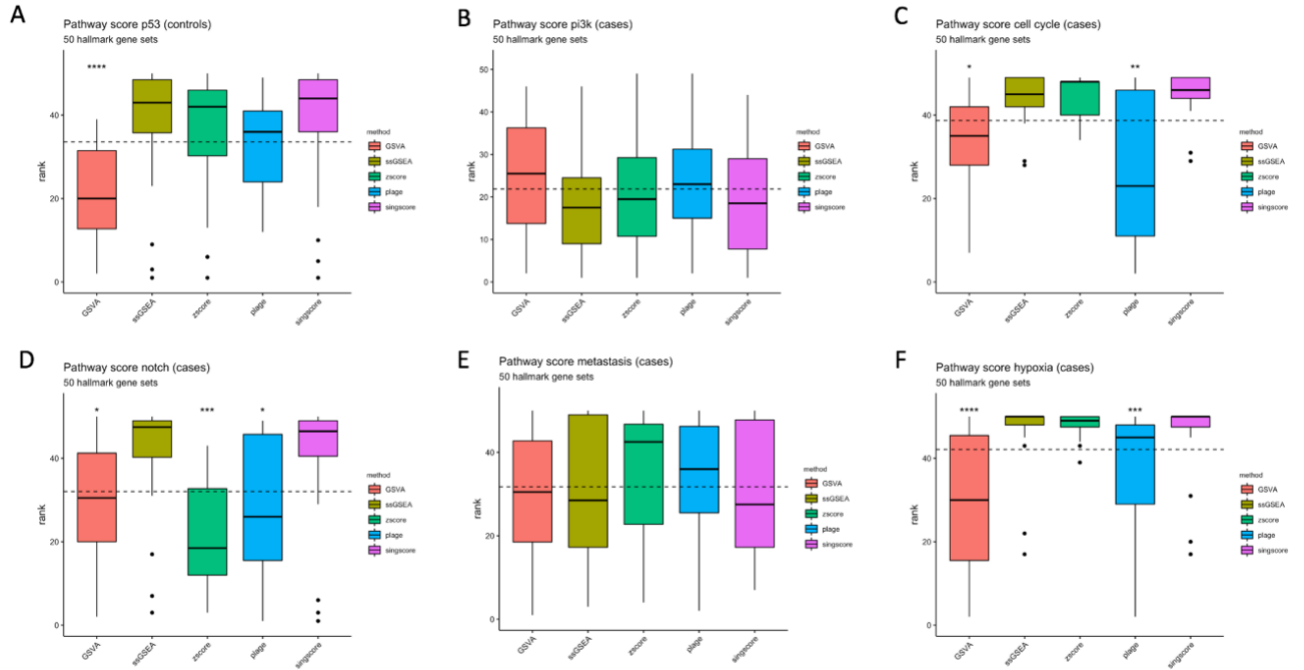 A
Pathway score p53 (controls)
50 hallmark gene sets
****
rank
40
20
0
GSVA
ssGSEA
zscore
plage
singscore
method
GSVA
ssGSEA
zscore
plage
singscore
B
Pathway score pi3k (cases)
50 hallmark gene sets
rank
50
40
30
20
10
0
GSVA
ssGSEA
zscore
plage
singscore
method
GSVA
ssGSEA
zscore
plage
singscore
C
Pathway score cell cycle (cases)
50 hallmark gene sets
* **
rank
40
20
0
GSVA
ssGSEA
zscore
plage
singscore
method
GSVA
ssGSEA
zscore
plage
singscore
D
Pathway score notch (cases)
50 hallmark gene sets
* *** *
rank
40
20
0
GSVA
ssGSEA
zscore
plage
singscore
method
GSVA
ssGSEA
zscore
plage
singscore
E
Pathway score metastasis (cases)
50 hallmark gene sets
rank
40
20
0
GSVA
ssGSEA
zscore
plage
singscore
method
GSVA
ssGSEA
zscore
plage
singscore
F
Pathway score hypoxia (cases)
50 hallmark gene sets
**** ***
rank
40
20
0
GSVA
ssGSEA
zscore
plage
singscore
method
GSVA
ssGSEA
zscore
plage
singscore